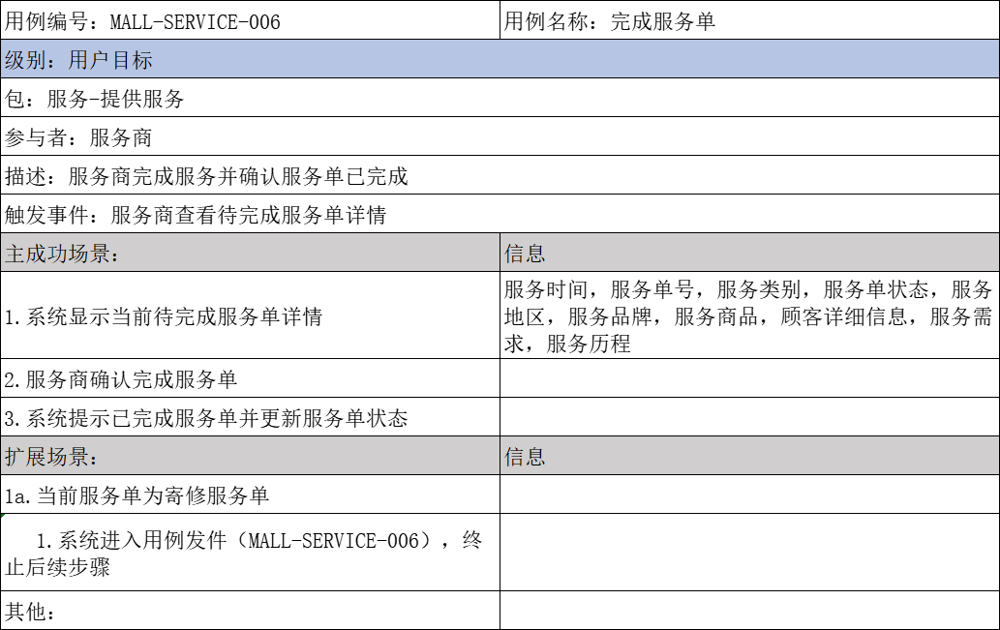 用例编号：MALL-SERVICE-006
用例名称：完成服务单
级别：用户目标
包：服务-提供服务
参与者：服务商
描述：服务商完成服务并确认服务单已完成
触发事件：服务商查看待完成服务单详情
主成功场景：
信息
1.系统显示当前待完成服务单详情
服务时间，服务单号，服务类别，服务单状态，服务
地区，服务品牌，服务商品，顾客详细信息，服务需
求，服务历程
2.服务商确认完成服务单
3.系统提示已完成服务单并更新服务单状态
扩展场景：
信息
1a.当前服务单为寄修服务单
1.系统进入用例发件（MALL-SERVICE-006），终
止后续步骤
其他：